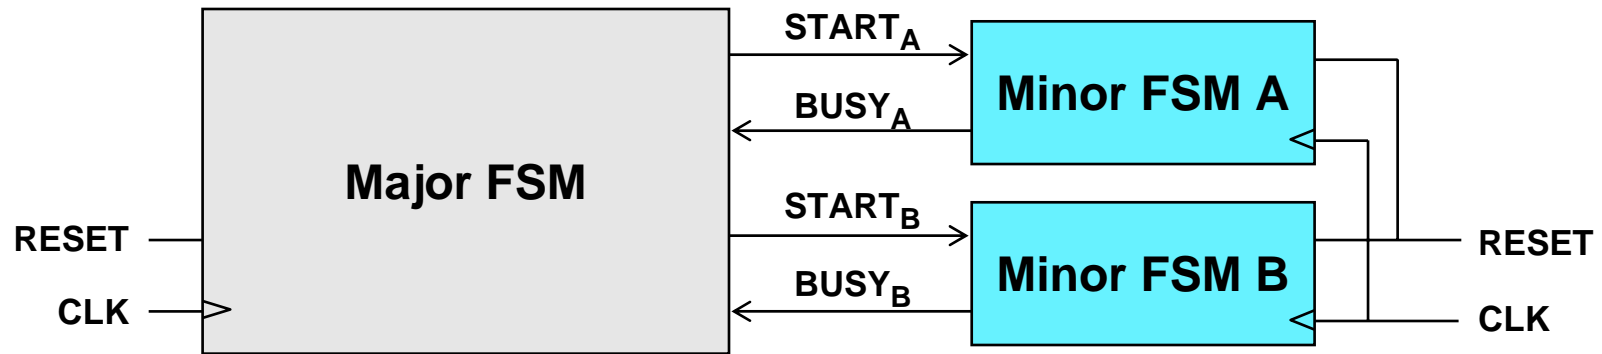 START_A
Minor FSM A
BUSY_A
Major FSM
START_B
RESET
Minor FSM B
RESET
BUSY_B
CLK
CLK